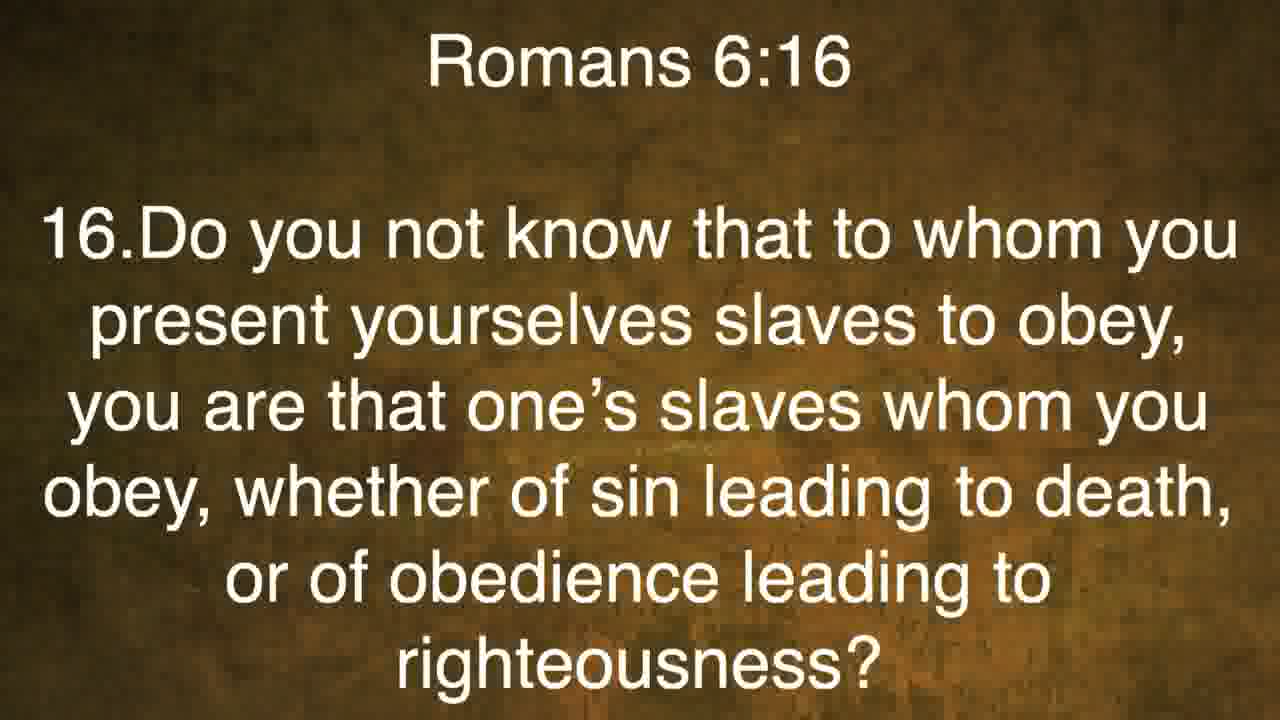 Romans 6:16
16.Do you not know that to whom you
present yourselves slaves to obey,
you are that one’s slaves whom you
obey, whether of sin leading to death,
or of obedience leading to
righteousness?